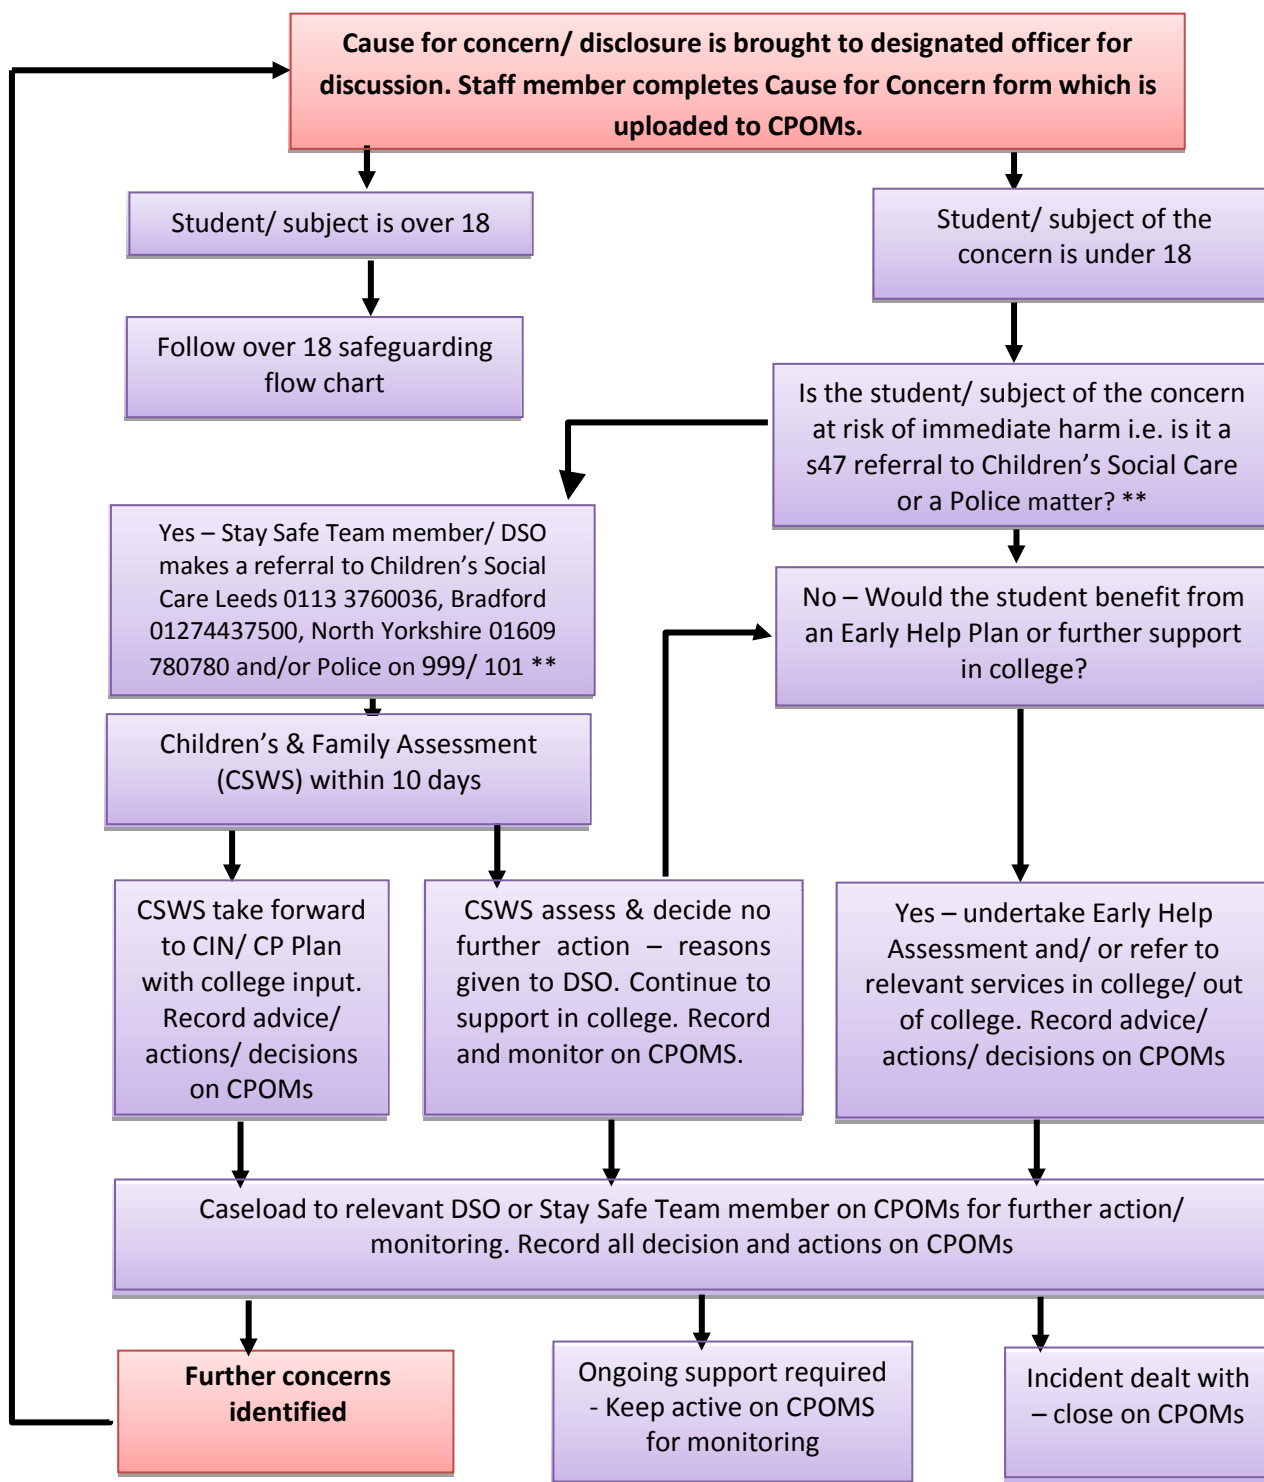 Cause for concern/ disclosure is brought to designated officer for
discussion. Staff member completes Cause for Concern form which is
uploaded to CPOMs.
Student/ subject is over 18
Student/ subject of the
concern is under 18
Follow over 18 safeguarding
flow chart
Is the student/ subject of the concern
at risk of immediate harm i.e. is it a
s47 referral to Children’s Social Care
or a Police matter? **
Yes – Stay Safe Team member/ DSO
makes a referral to Children’s Social
Care Leeds 0113 3760036, Bradford
01274437500, North Yorkshire 01609
780780 and/or Police on 999/ 101 **
No – Would the student benefit from
an Early Help Plan or further support
in college?
Children’s & Family Assessment
(CSWS) within 10 days
CSWS take forward
to CIN/ CP Plan
with college input.
Record advice/
actions/ decisions
on CPOMs
CSWS assess & decide no
further action – reasons
given to DSO. Continue to
support in college. Record
and monitor on CPOMS.
Yes – undertake Early Help
Assessment and/ or refer to
relevant services in college/ out
of college. Record advice/
actions/ decisions on CPOMs
Caseload to relevant DSO or Stay Safe Team member on CPOMs for further action/
monitoring. Record all decision and actions on CPOMs
Further concerns
identified
Ongoing support required
- Keep active on CPOMS
for monitoring
Incident dealt with
– close on CPOMs